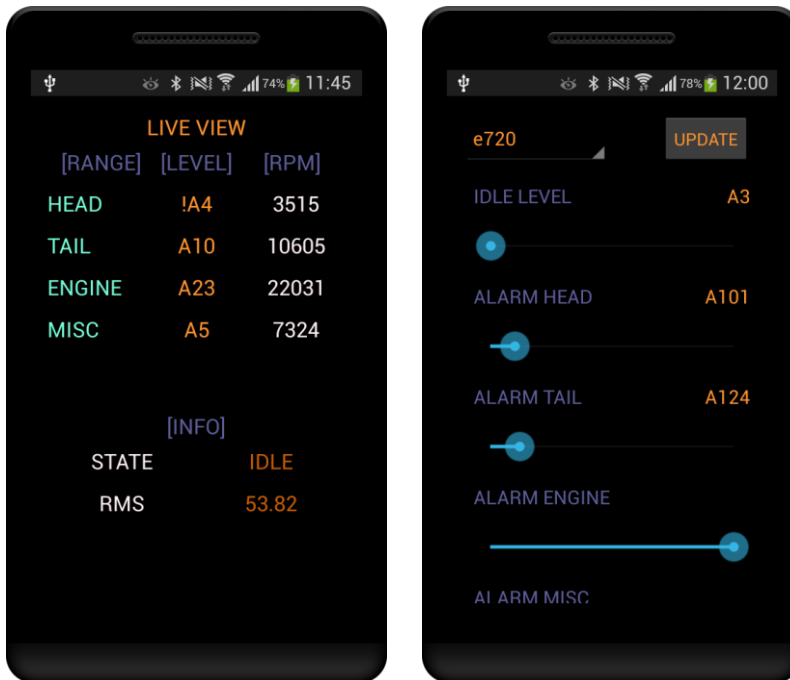 74% 11:45
LIVE VIEW
[RANGE] [LEVEL] [RPM]
HEAD !A4 3515
TAIL A10 10605
ENGINE A23 22031
MISC A5 7324
[INFO]
STATE IDLE
RMS 53.82
78% 12:00
e720 UPDATE
IDLE LEVEL A3
ALARM HEAD A101
ALARM TAIL A124
ALARM ENGINE
ALARM MISC